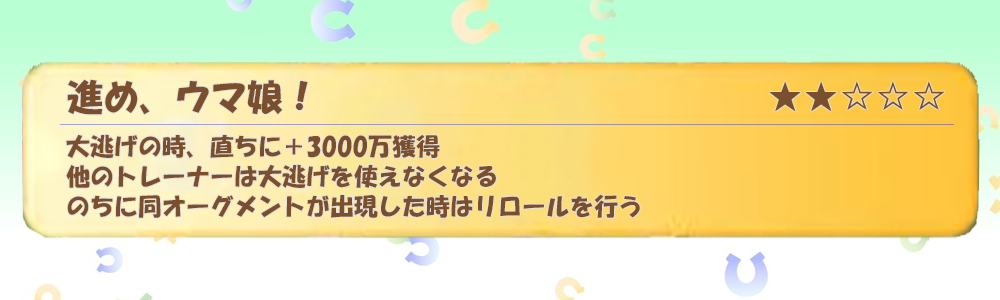 進め、ウマ娘！
★★☆☆☆
大逃げの時、直ちに＋3000万獲得
他のトレーナーは大逃げを使えなくなる
のちに同オーグメントが出現した時はリロールを行う